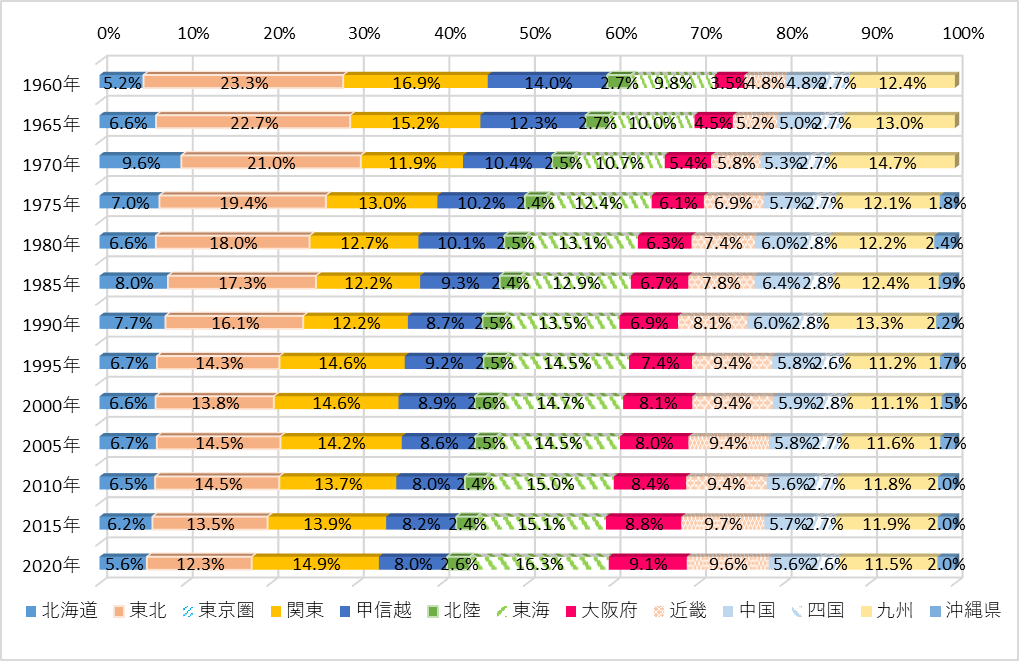 0% 10% 20% 30% 40% 50% 60% 70% 80% 90% 100%
1960年 5.2% 23.3% 16.9% 14.0% 2.7% 9.8% 3.5% 4.8% 4.8% 2.7% 12.4%
1965年 6.6% 22.7% 15.2% 12.3% 2.7% 10.0% 4.5% 5.2% 5.0% 2.7% 13.0%
1970年 9.6% 21.0% 11.9% 10.4% 2.5% 10.7% 5.4% 5.8% 5.3% 2.7% 14.7%
1975年 7.0% 19.4% 13.0% 10.2% 2.4% 12.4% 6.1% 6.9% 5.7% 2.7% 12.1% 1.8%
1980年 6.6% 18.0% 12.7% 10.1% 2.5% 13.1% 6.3% 7.4% 6.0% 2.8% 12.2% 2.4%
1985年 8.0% 17.3% 12.2% 9.3% 2.4% 12.9% 6.7% 7.8% 6.4% 2.8% 12.4% 1.9%
1990年 7.7% 16.1% 12.2% 8.7% 2.5% 13.5% 6.9% 8.1% 6.0% 2.8% 13.3% 2.2%
1995年 6.7% 14.3% 14.6% 9.2% 2.5% 14.5% 7.4% 9.4% 5.8% 2.6% 11.2% 1.7%
2000年 6.6% 13.8% 14.6% 8.9% 2.6% 14.7% 8.1% 9.4% 5.9% 2.8% 11.1% 1.5%
2005年 6.7% 14.5% 14.2% 8.6% 2.5% 14.5% 8.0% 9.4% 5.8% 2.7% 11.6% 1.7%
2010年 6.5% 14.5% 13.7% 8.0% 2.4% 15.0% 8.4% 9.4% 5.6% 2.7% 11.8% 2.0%
2015年 6.2% 13.5% 13.9% 8.2% 2.4% 15.1% 8.8% 9.7% 5.7% 2.7% 11.9% 2.0%
2020年 5.6% 12.3% 14.9% 8.0% 2.6% 16.3% 9.1% 9.6% 5.6% 2.6% 11.5% 2.0%
北海道 東北 東京圏 関東 甲信越 北陸 東海 大阪府 近畿 中国 四国 九州 沖縄県